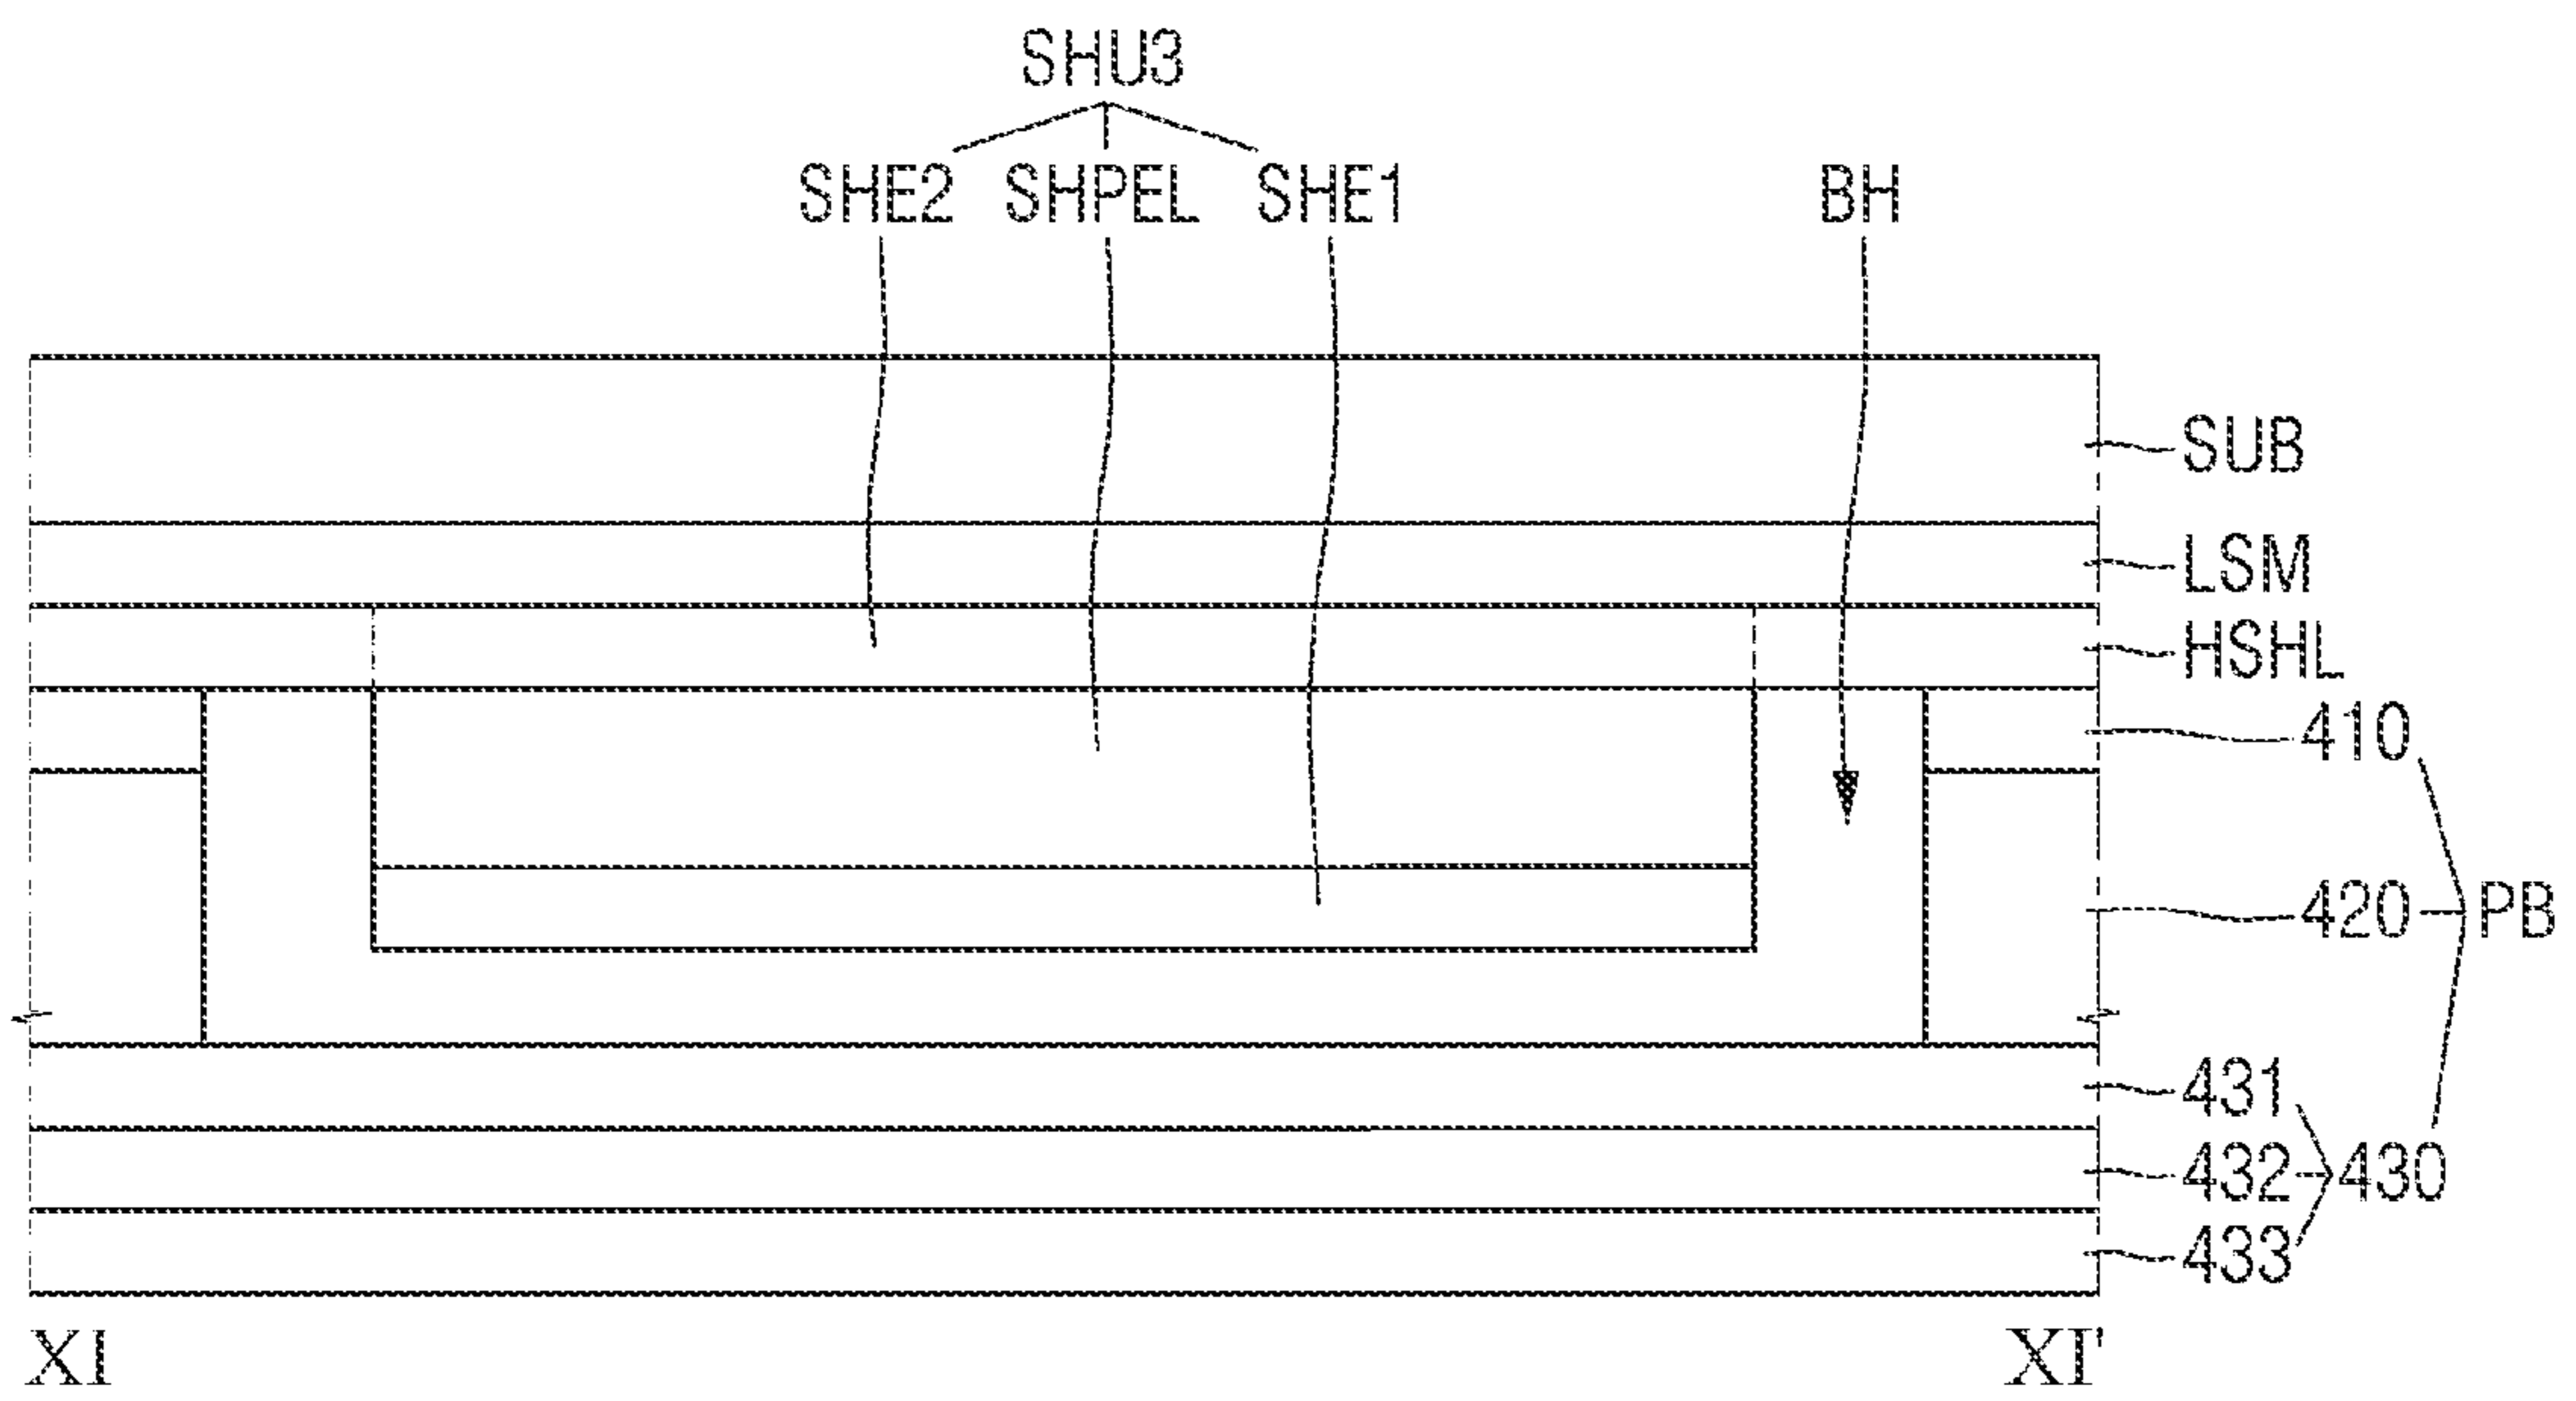 SHU3
SHE2 SHPEL SHE1 BH
SUB
LSM
HSHL
410
420 PB
431
432 430
433
XI XI'